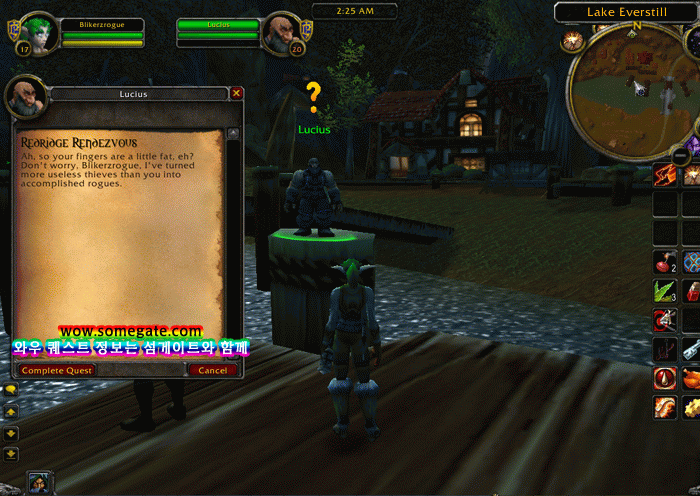 2:25 AM
Lake Everstill
Blikerzrogue
Lucius
17
20
N
Lucius
Lucius
Redridge Rendezvous
Ah, so your fingers are a little fat, eh?
Don't worry, Blikerzrogue, I've turned
more useless thieves than you into
accomplished rogues.
wow.somegate.com
와우 퀘스트 정보는 섬게이트와 함께
Complete Quest
Cancel
2
3